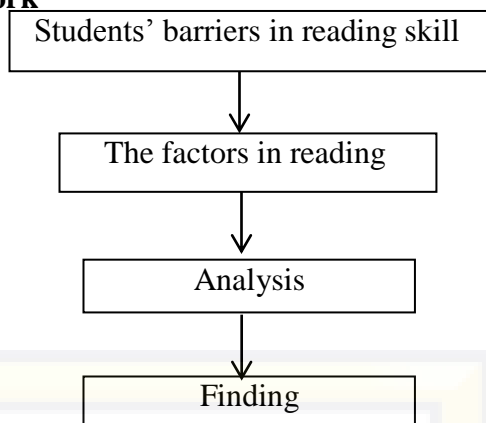 Students’ barriers in reading skill
The factors in reading
Analysis
Finding